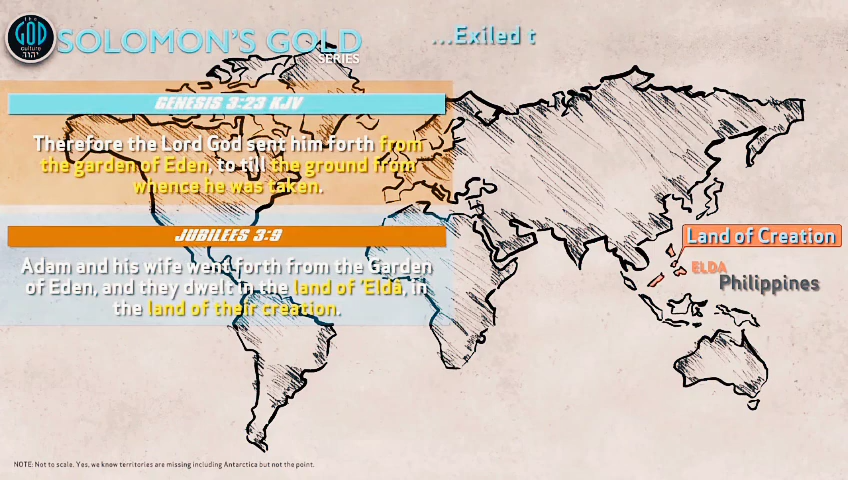 the
GOD
culture
יהוה
SOLOMON'S GOLD
SERIES
...Exiled t
GENESIS 3:23 KJV
Therefore the Lord God sent him forth from
the garden of Eden, to till the ground from
whence he was taken.
JUBILEES 3:9
Adam and his wife went forth from the Garden
of Eden, and they dwelt in the land of 'Eldâ, in
the land of their creation.
Land of Creation
ELDA
Philippines
NOTE: Not to scale. Yes, we know territories are missing including Antarctica but not the point.